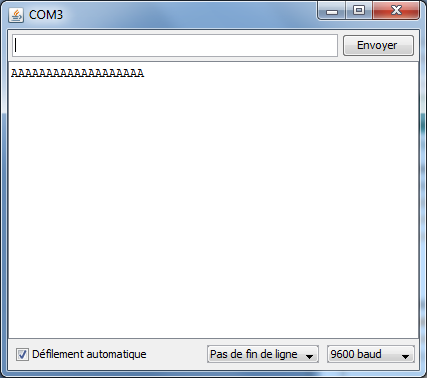 COM3
Envoyer
AAAAAAAAAAAAAAAAAAA
Défilement automatique
Pas de fin de ligne
9600 baud